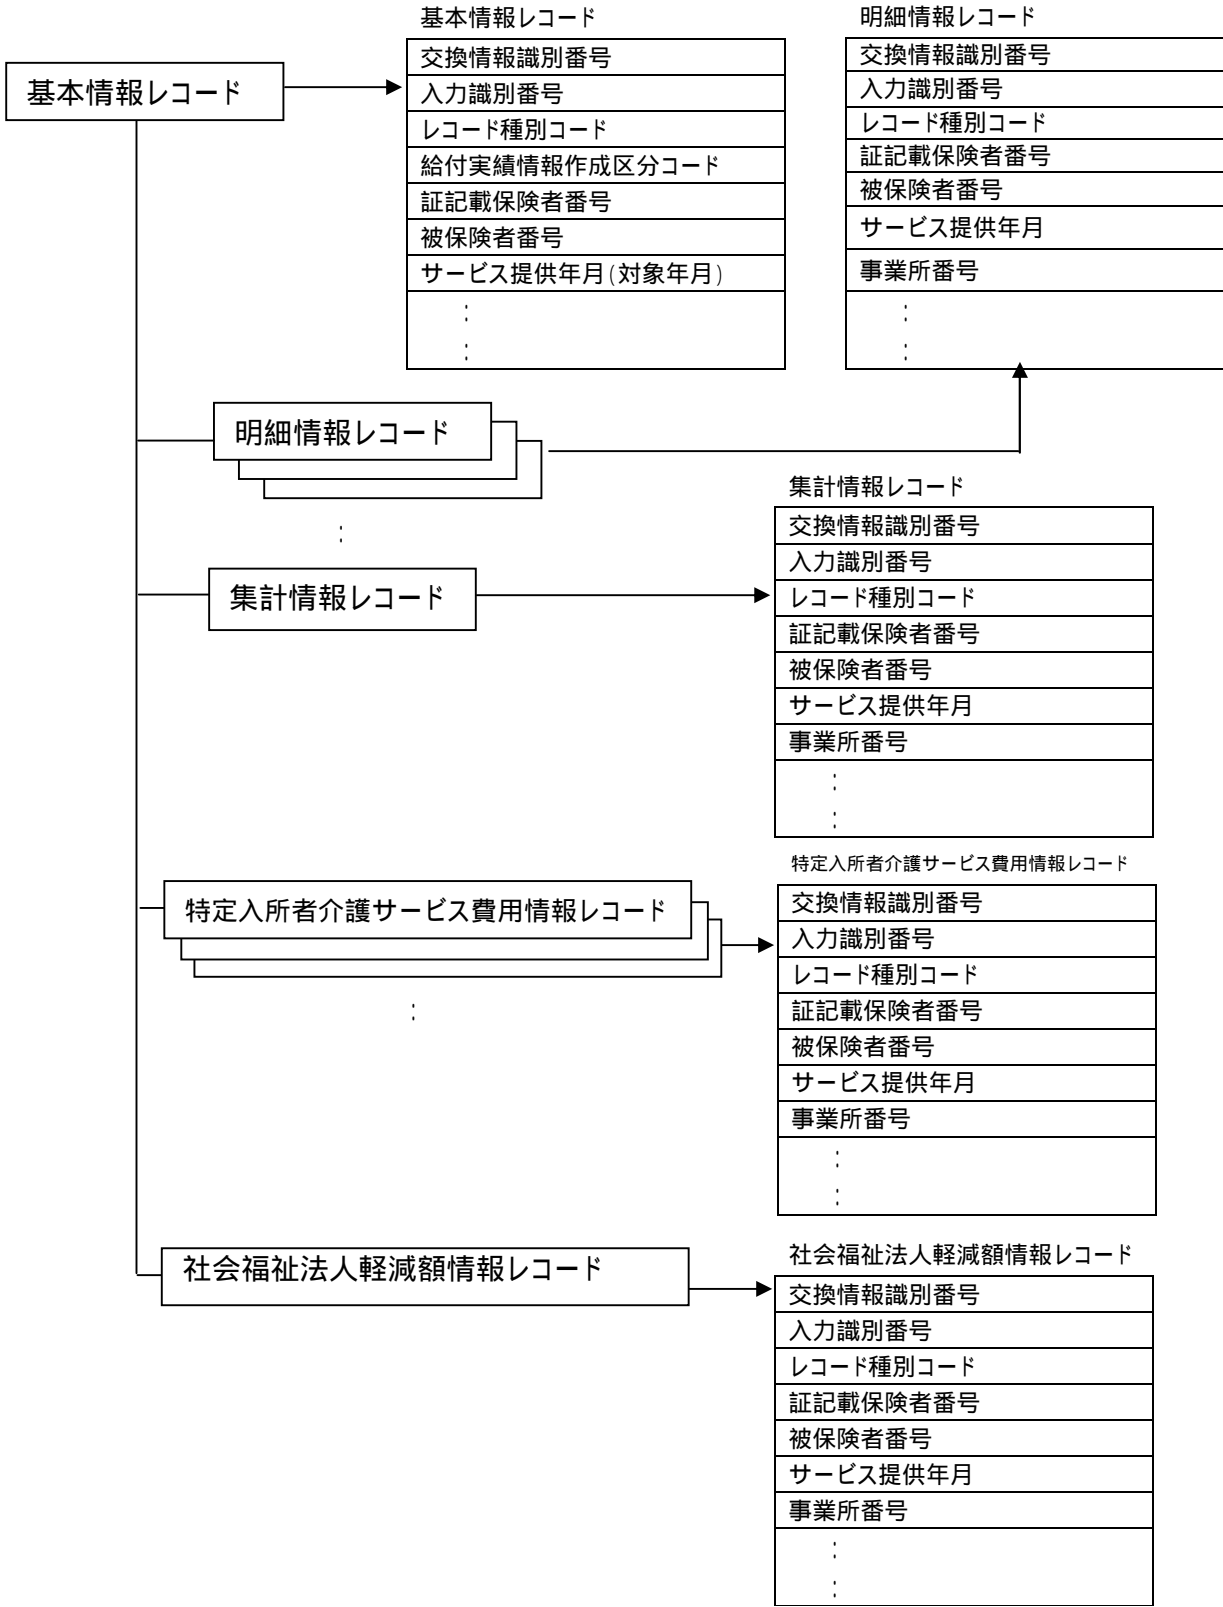 基本情報レコード
基本情報レコード
交換情報識別番号
入力識別番号
レコード種別コード
給付実績情報作成区分コード
証記載保険者番号
被保険者番号
サービス提供年月(対象年月)
:
:
明細情報レコード
交換情報識別番号
入力識別番号
レコード種別コード
証記載保険者番号
被保険者番号
サービス提供年月
事業所番号
:
:
明細情報レコード
:
集計情報レコード
集計情報レコード
交換情報識別番号
入力識別番号
レコード種別コード
証記載保険者番号
被保険者番号
サービス提供年月
事業所番号
:
:
特定入所者介護サービス費用情報レコード
:
特定入所者介護サービス費用情報レコード
交換情報識別番号
入力識別番号
レコード種別コード
証記載保険者番号
被保険者番号
サービス提供年月
事業所番号
:
:
社会福祉法人軽減額情報レコード
社会福祉法人軽減額情報レコード
交換情報識別番号
入力識別番号
レコード種別コード
証記載保険者番号
被保険者番号
サービス提供年月
事業所番号
:
: